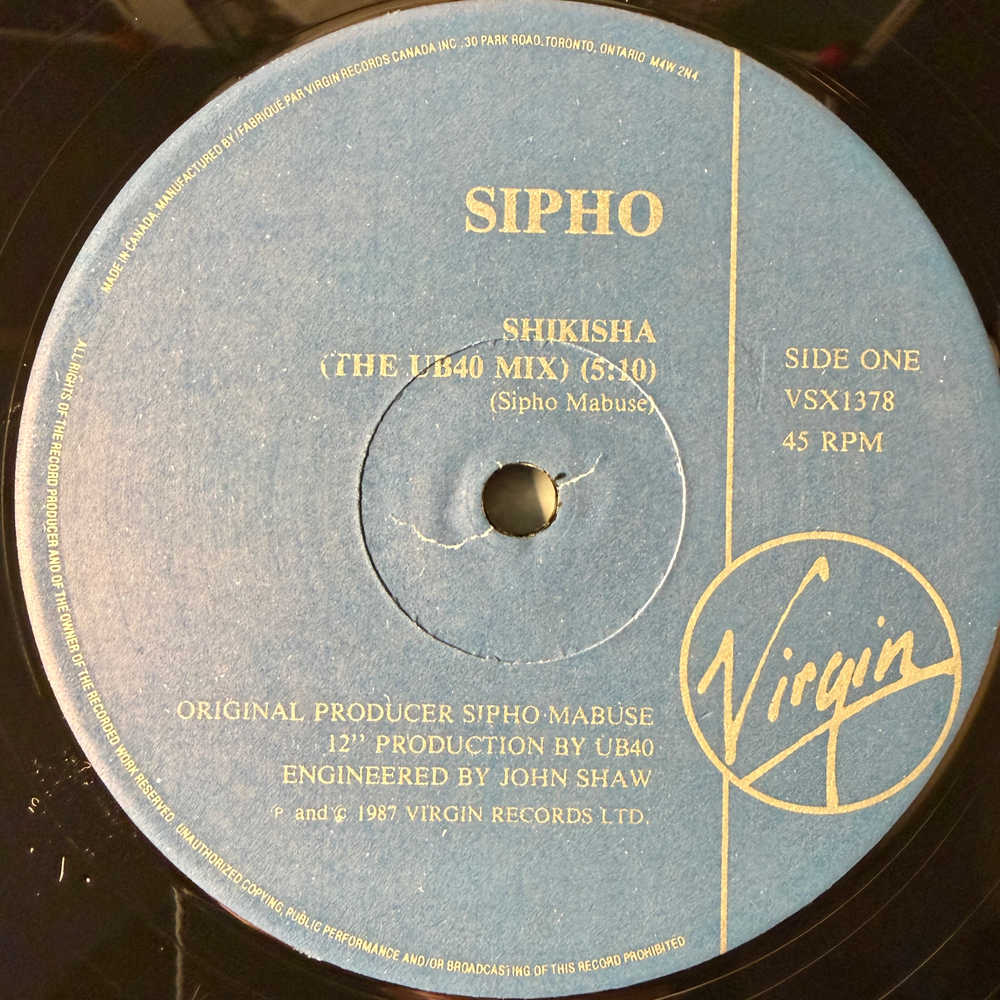 MADE IN CANADA. MANUFACTURED BY / FABRIQUÉ PAR VIRGIN RECORDS CANADA INC. 30 PARK ROAD, TORONTO, ONTARIO M4W 2N4.
SIPHO
SHIKISHA
(THE UB40 MIX) (5:10)
(Sipho Mabuse)
SIDE ONE
VSX1378
45 RPM
Virgin
ORIGINAL PRODUCER SIPHO MABUSE
12'' PRODUCTION BY UB40
ENGINEERED BY JOHN SHAW
P and © 1987 VIRGIN RECORDS LTD.
ALL RIGHTS OF THE RECORD PRODUCER AND OF THE OWNER OF THE RECORDED WORK RESERVED. UNAUTHORIZED COPYING, PUBLIC PERFORMANCE AND/OR BROADCASTING OF THIS RECORD PROHIBITED